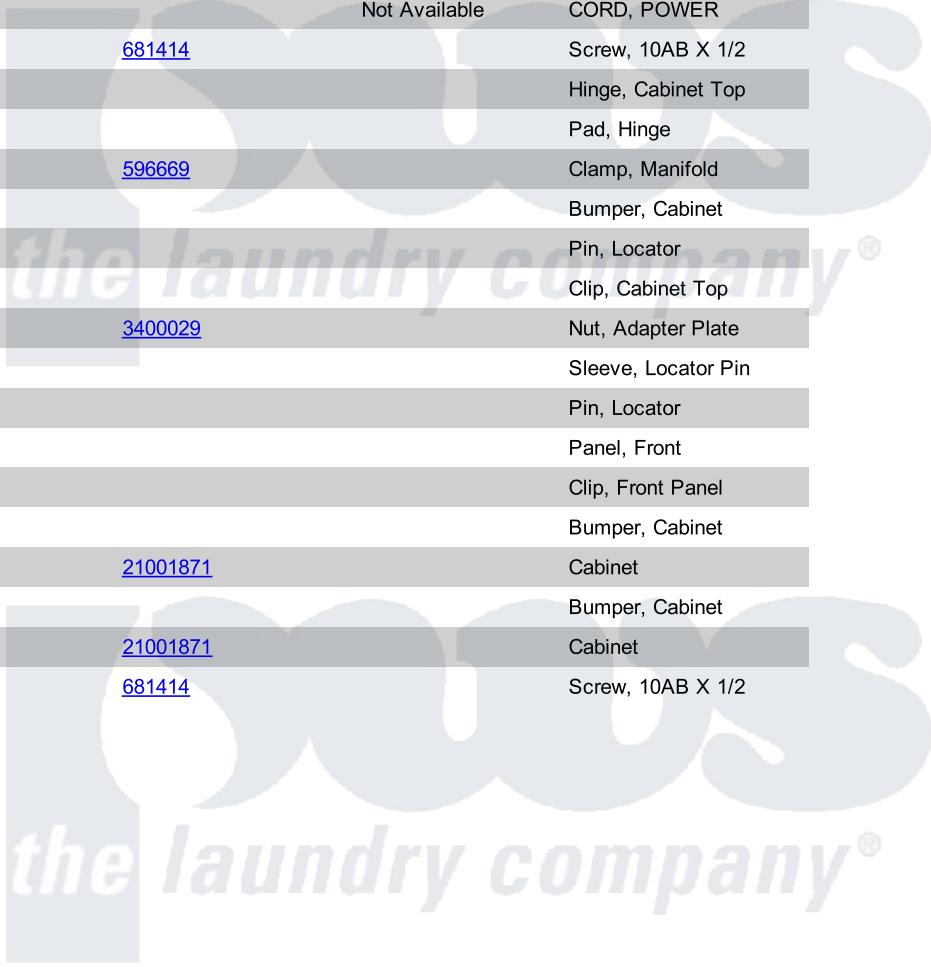 Not Available CORD, POWER
681414 Screw, 10AB X 1/2
Hinge, Cabinet Top
Pad, Hinge
596669 Clamp, Manifold
Bumper, Cabinet
Pin, Locator
Clip, Cabinet Top
3400029 Nut, Adapter Plate
Sleeve, Locator Pin
Pin, Locator
Panel, Front
Clip, Front Panel
Bumper, Cabinet
21001871 Cabinet
Bumper, Cabinet
21001871 Cabinet
681414 Screw, 10AB X 1/2
pws
the laundry company®
pws
the laundry company®